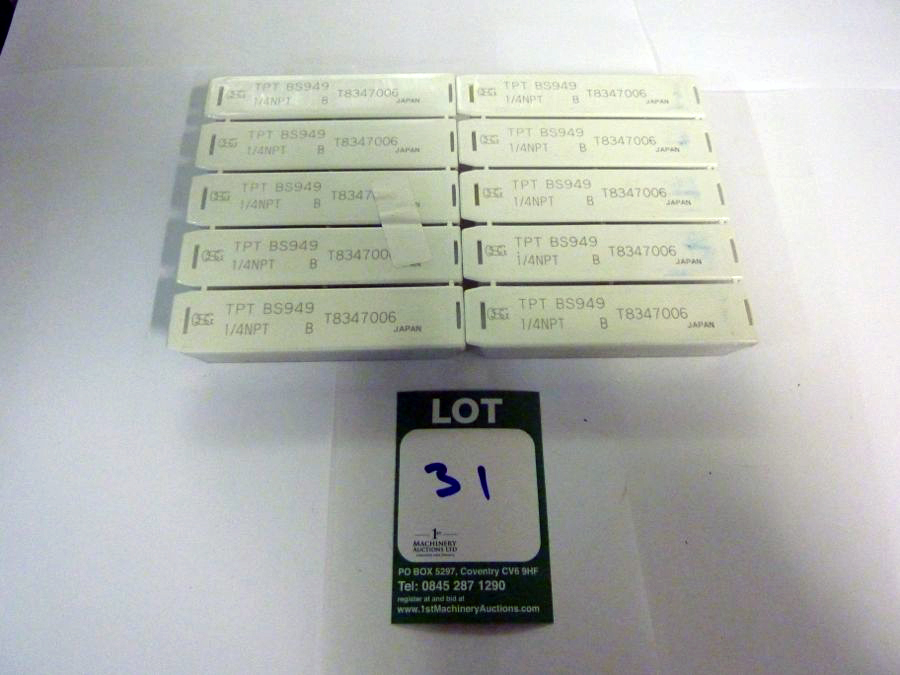 OSG TPT BS949
1/4NPT B T8347006 JAPAN
OSG TPT BS949
1/4NPT B T8347006 JAPAN
OSG TPT BS949
1/4NPT B T8347006 JAPAN
OSG TPT BS949
1/4NPT B T8347006 JAPAN
OSG TPT BS949
1/4NPT B T8347
OSG TPT BS949
1/4NPT B T8347006 JAPAN
OSG TPT BS949
1/4NPT B T834700
OSG TPT BS949
1/4NPT B T8347006 JAPAN
OSG TPT BS949
1/4NPT B T8347006 JAPAN
OSG TPT BS949
1/4NPT B T8347006 JAPAN
LOT
31
1st
MACHINERY
AUCTIONS LTD
PO BOX 5297, Coventry CV6 9HF
Tel: 0845 287 1290
register at and bid at
www.1stMachineryAuctions.com